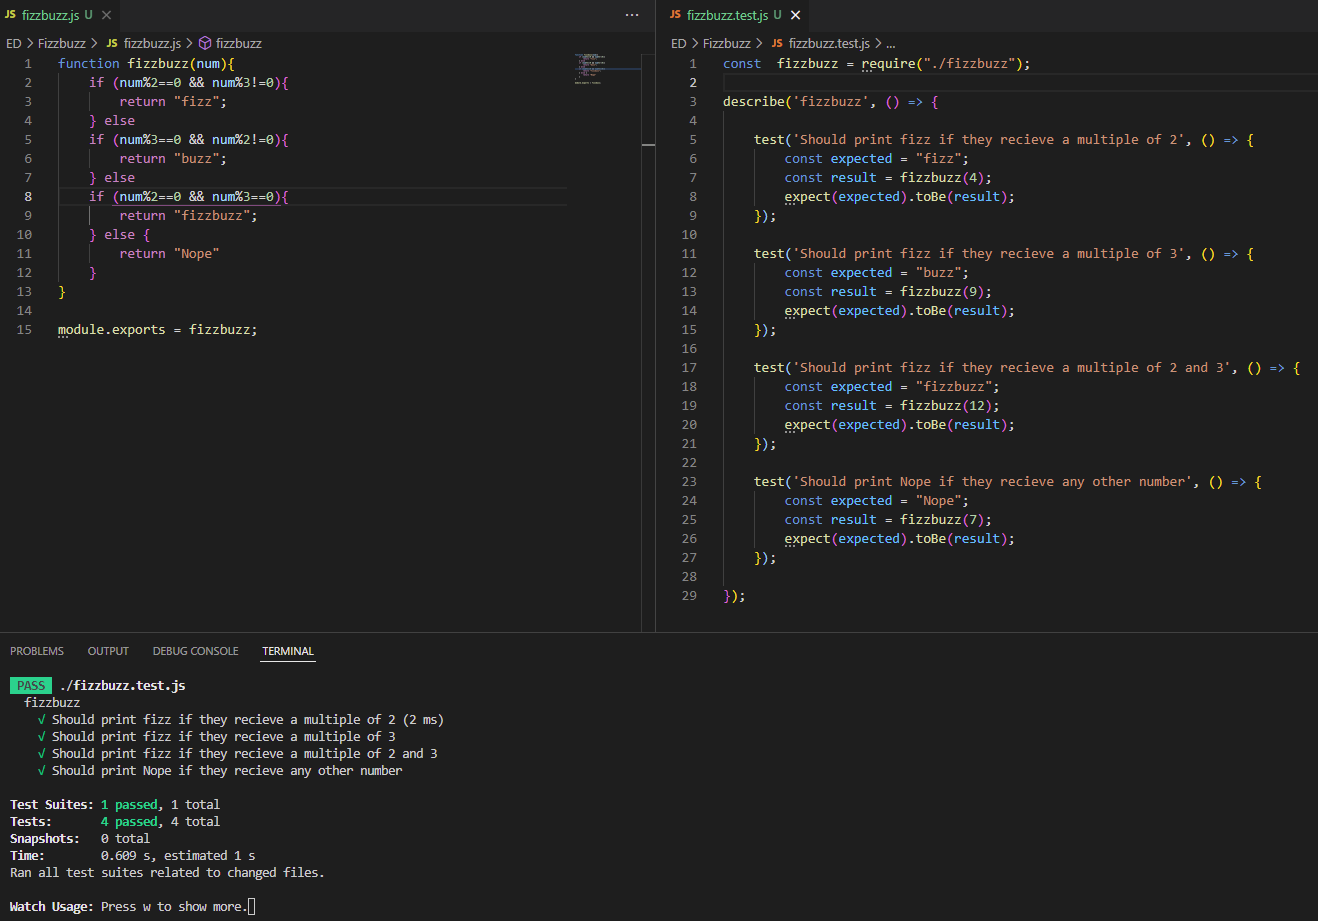 JS fizzbuzz.js U ×
ED > Fizzbuzz > JS fizzbuzz.js > fizzbuzz
1 function fizzbuzz(num){
2 if (num%2==0 && num%3!=0){
3 return "fizz";
4 } else
5 if (num%3==0 && num%2!=0){
6 return "buzz";
7 } else
8 if (num%2==0 && num%3==0){
9 return "fizzbuzz";
10 } else {
11 return "Nope"
12 }
13 }
14
15 module.exports = fizzbuzz;
JS fizzbuzz.test.js U ×
ED > Fizzbuzz > JS fizzbuzz.test.js > ...
1 const  fizzbuzz = require("./fizzbuzz");
2
3 describe('fizzbuzz', () => {
4
5 test('Should print fizz if they recieve a multiple of 2', () => {
6 const expected = "fizz";
7 const result = fizzbuzz(4);
8 expect(expected).toBe(result);
9 });
10
11 test('Should print fizz if they recieve a multiple of 3', () => {
12 const expected = "buzz";
13 const result = fizzbuzz(9);
14 expect(expected).toBe(result);
15 });
16
17 test('Should print fizz if they recieve a multiple of 2 and 3', () => {
18 const expected = "fizzbuzz";
19 const result = fizzbuzz(12);
20 expect(expected).toBe(result);
21 });
22
23 test('Should print Nope if they recieve any other number', () => {
24 const expected = "Nope";
25 const result = fizzbuzz(7);
26 expect(expected).toBe(result);
27 });
28
29 });
PROBLEMS OUTPUT DEBUG CONSOLE TERMINAL
PASS ./fizzbuzz.test.js
fizzbuzz
√ Should print fizz if they recieve a multiple of 2 (2 ms)
√ Should print fizz if they recieve a multiple of 3
√ Should print fizz if they recieve a multiple of 2 and 3
√ Should print Nope if they recieve any other number
Test Suites: 1 passed, 1 total
Tests: 4 passed, 4 total
Snapshots: 0 total
Time: 0.609 s, estimated 1 s
Ran all test suites related to changed files.
Watch Usage: Press w to show more.